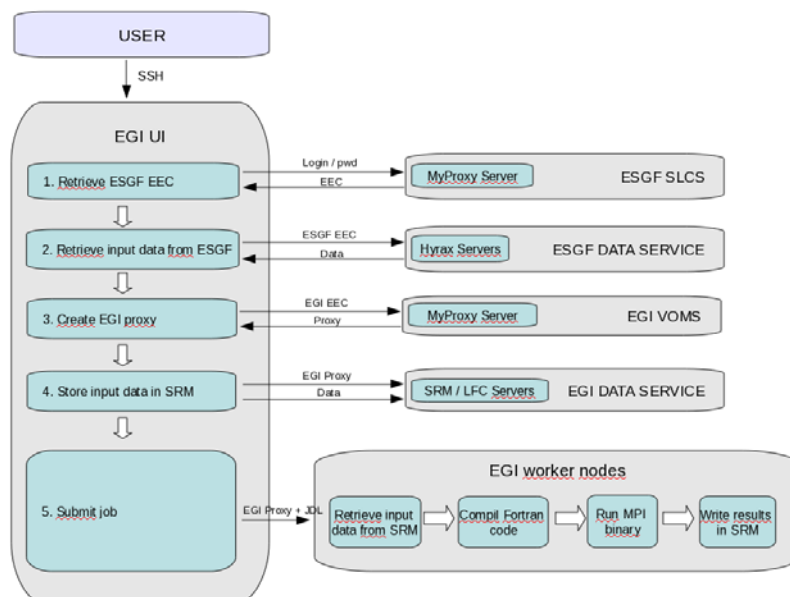 USER
SSH
EGI UI
1. Retrieve ESGF EEC
Login / pwd
EEC
MyProxy Server
ESGF SLCS
2. Retrieve input data from ESGF
ESGF EEC
Data
Hyrax Servers
ESGF DATA SERVICE
3. Create EGI proxy
EGI EEC
Proxy
MyProxy Server
EGI VOMS
4. Store input data in SRM
EGI Proxy
Data
SRM / LFC Servers
EGI DATA SERVICE
5. Submit job
EGI Proxy + JDL
EGI worker nodes
Retrieve input
data from SRM
Compil Fortran
code
Run MPI
binary
Write results
in SRM